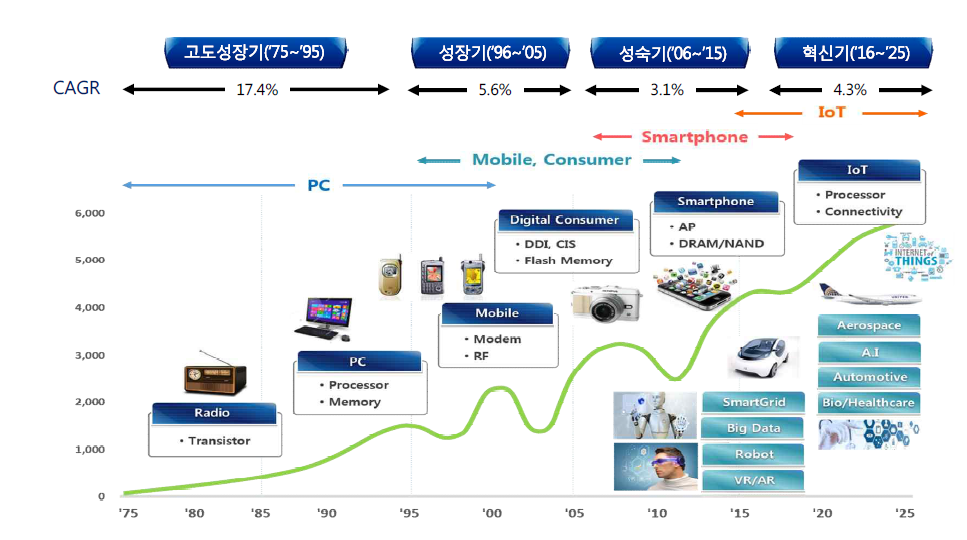 고도성장기('75~'95)
성장기('96~'05)
성숙기('06~'15)
혁신기('16~'25)
CAGR
17.4%
5.6%
3.1%
4.3%
IoT
Smartphone
Mobile, Consumer
PC
IoT
• Processor
• Connectivity
Smartphone
• AP
• DRAM/NAND
Digital Consumer
• DDI, CIS
• Flash Memory
Mobile
• Modem
• RF
PC
• Processor
• Memory
Radio
• Transistor
INTERNET of
THINGS
UNITED
Aerospace
A.I
Automotive
Bio/Healthcare
SmartGrid
Big Data
Robot
VR/AR
6,000
5,000
4,000
3,000
2,000
1,000
0
'75
'80
'85
'90
'95
'00
'05
'10
'15
'20
'25